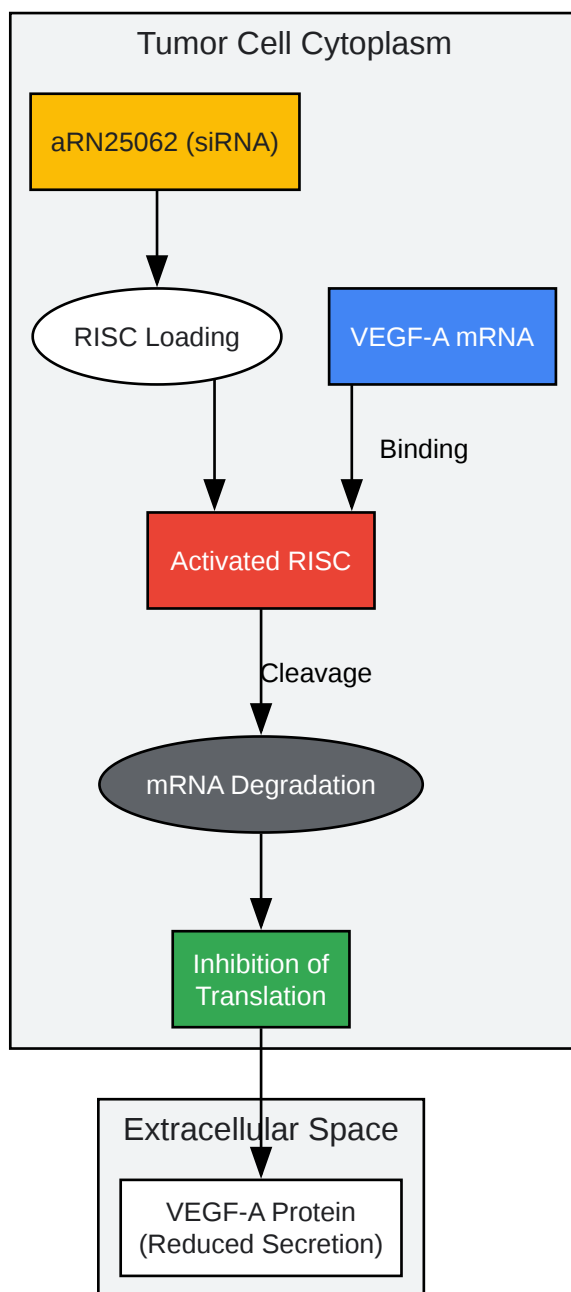 Tumor Cell Cytoplasm
aRN25062 (siRNA)
RISC Loading
VEGF-A mRNA
Binding
Activated RISC
Cleavage
mRNA Degradation
Inhibition of
Translation
Extracellular Space
VEGF-A Protein
(Reduced Secretion)